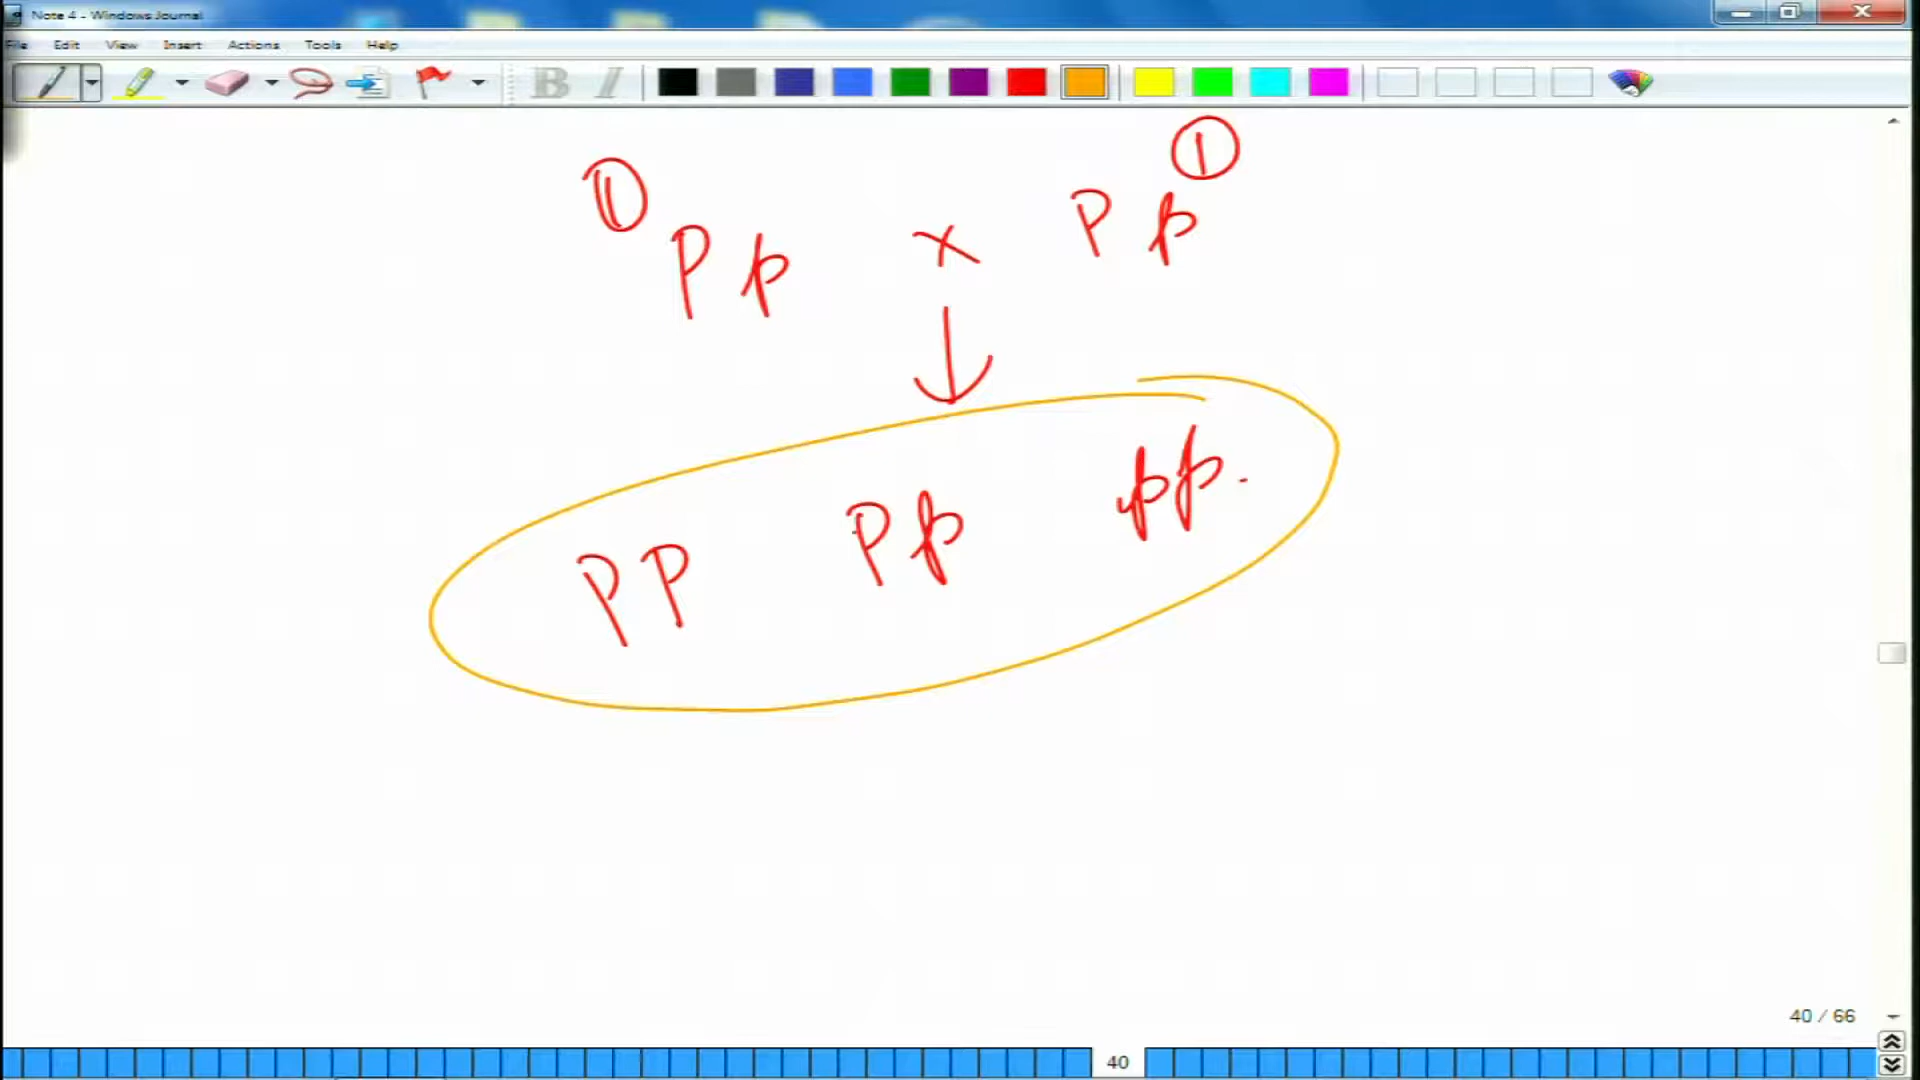 Note 4 - Windows Journal
File Edit View Insert Actions Tools Help
B I
① ①
Pp × Pp
PP Pp pp.
40 / 66
40